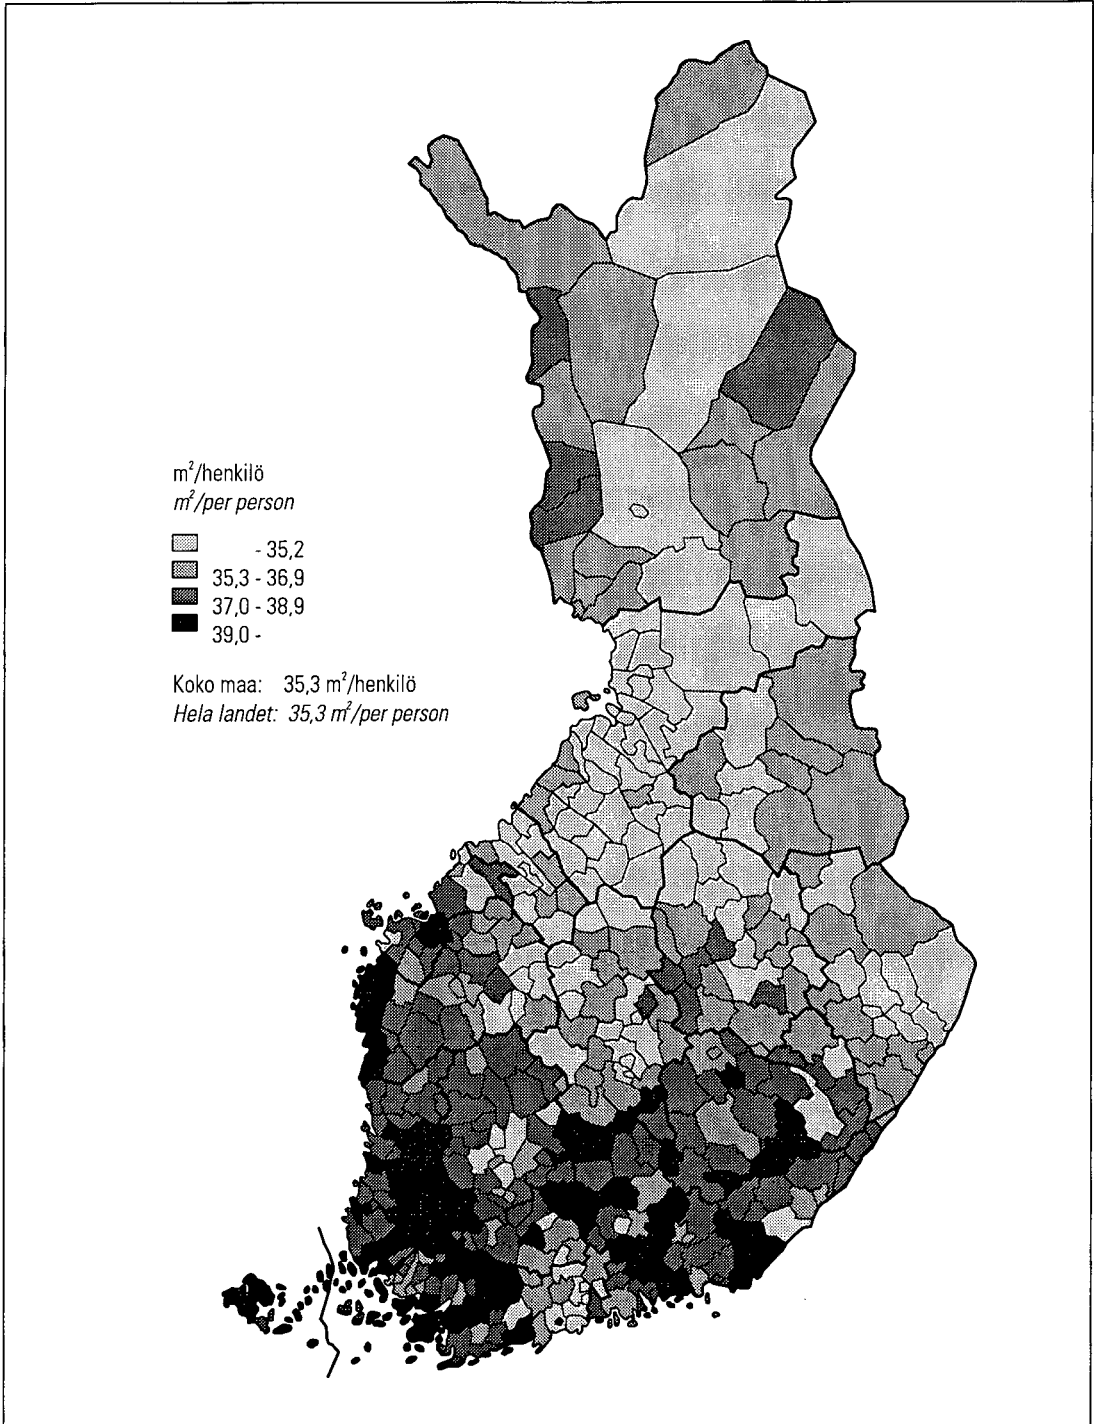 m²/henkilö
m²/per person
- 35,2
35,3 - 36,9
37,0 - 38,9
39,0 -
Koko maa: 35,3 m²/henkilö
Hela landet: 35,3 m²/per person